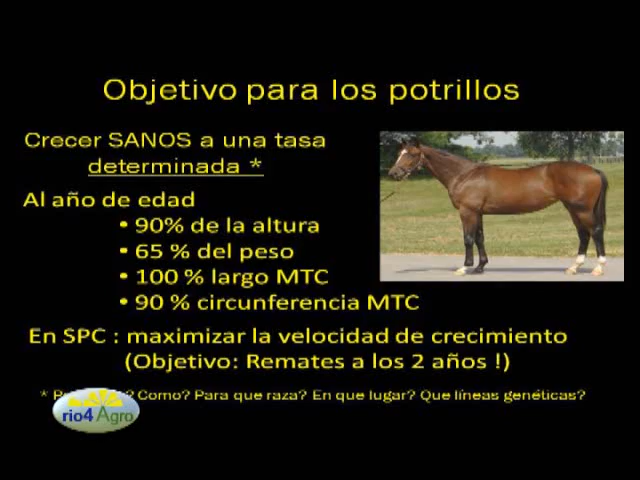 Objetivo para los potrillos
Crecer SANOS a una tasa
determinada *
Al año de edad
• 90% de la altura
• 65 % del peso
• 100 % largo MTC
• 90 % circunferencia MTC
En SPC : maximizar la velocidad de crecimiento
(Objetivo: Remates a los 2 años !)
* ? Como? Para que raza? En que lugar? Que líneas genéticas?
rio4 Agro